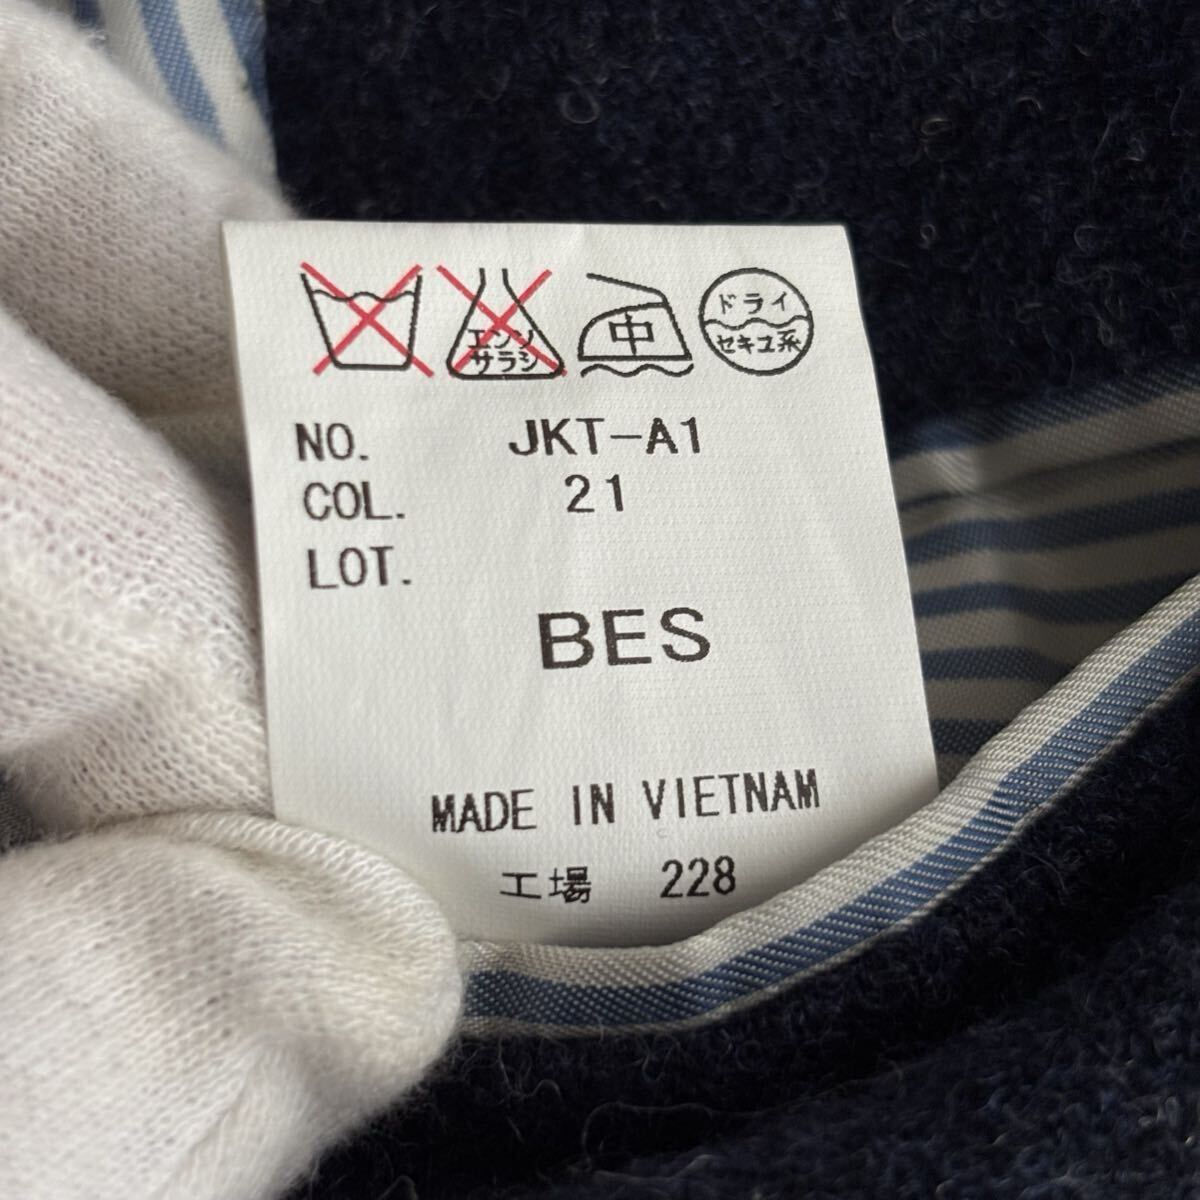 エンソ サラシ
中
ドライ セキユ系
NO. JKT-A1
COL. 21
LOT.
BES
MADE IN VIETNAM
工場 228